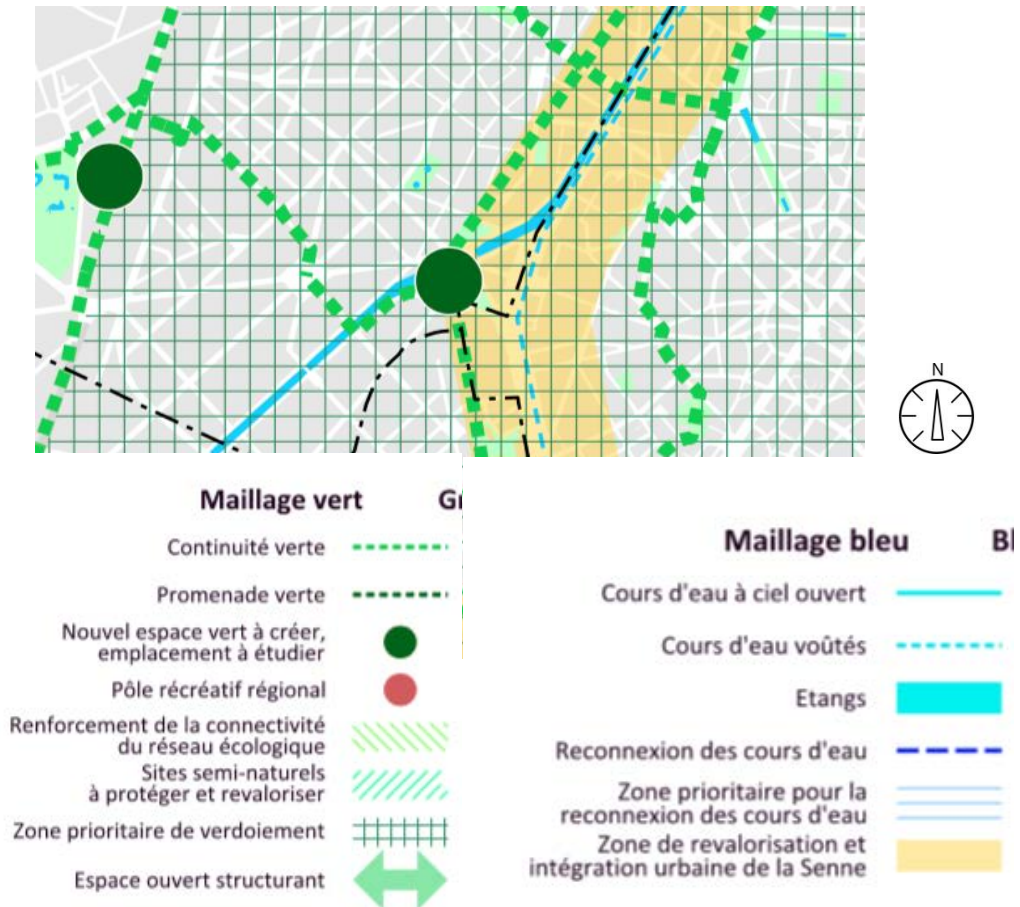 N
Maillage vert
Continuité verte
Promenade verte
Nouvel espace vert à créer,
emplacement à étudier
Pôle récréatif régional
Renforcement de la connectivité
du réseau écologique
Sites semi-naturels
à protéger et revaloriser
Zone prioritaire de verdoiement
Espace ouvert structurant
Maillage bleu
Cours d'eau à ciel ouvert
Cours d'eau voûtés
Etangs
Reconnexion des cours d'eau
Zone prioritaire pour la
reconnexion des cours d'eau
Zone de revalorisation et
intégration urbaine de la Senne